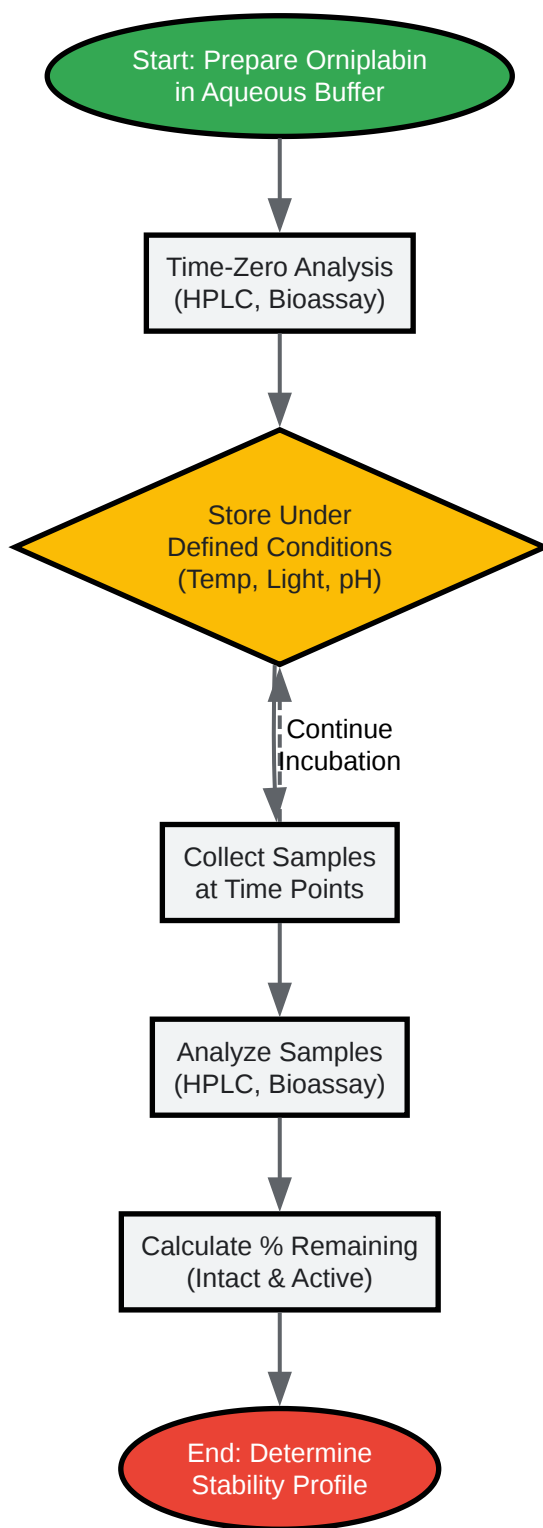 Start: Prepare Orniplabin
in Aqueous Buffer
Time-Zero Analysis
(HPLC, Bioassay)
Store Under
Defined Conditions
(Temp, Light, pH)
Continue
Incubation
Collect Samples
at Time Points
Analyze Samples
(HPLC, Bioassay)
Calculate % Remaining
(Intact & Active)
End: Determine
Stability Profile